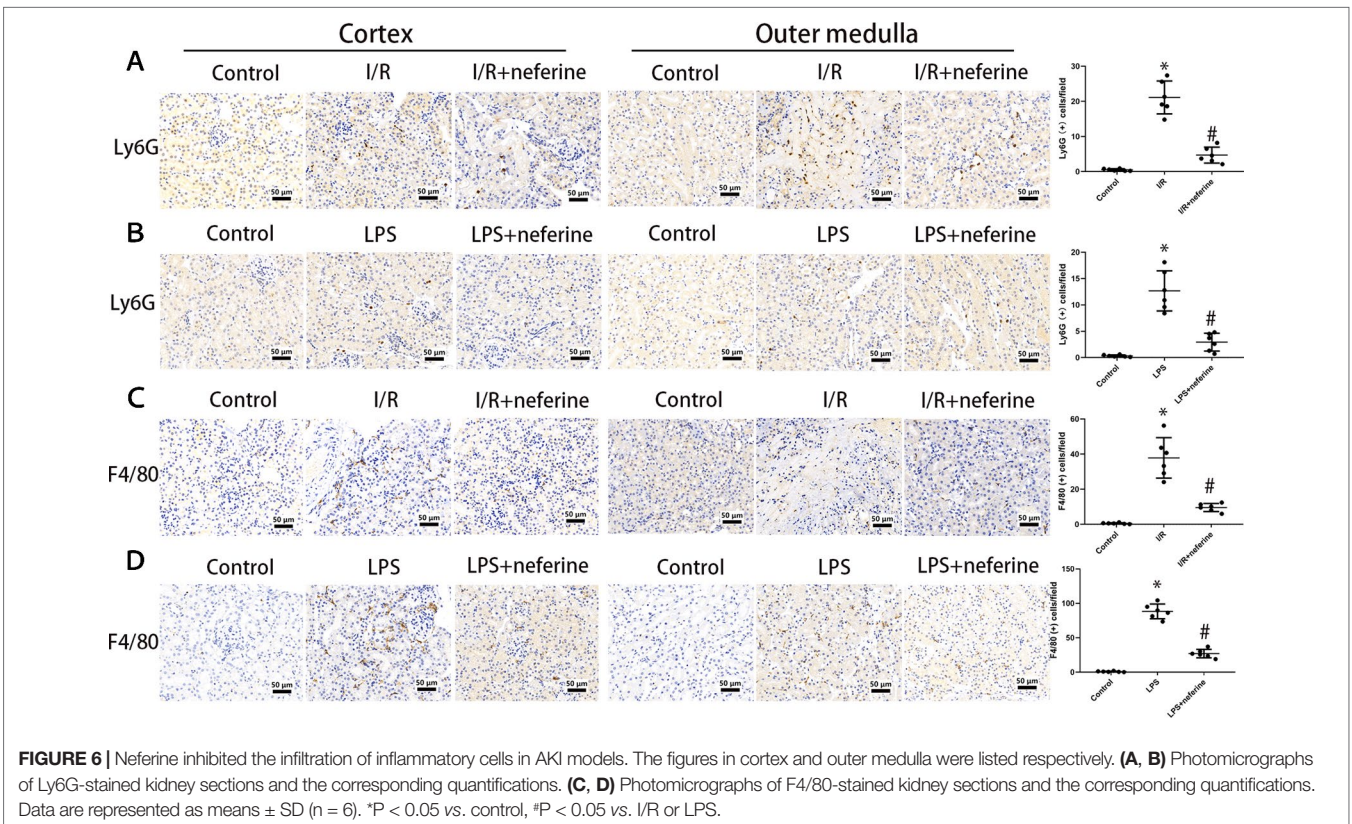 Cortex
Outer medulla
A
Control
I/R
I/R+neferine
Control
I/R
I/R+neferine
Ly6G
50 μm
50 μm
50 μm
50 μm
50 μm
50 μm
Ly6G (+) cells/field
30
20
10
0
*
#
Control
I/R
I/R+neferine
B
Control
LPS
LPS+neferine
Control
LPS
LPS+neferine
Ly6G
50 μm
50 μm
50 μm
50 μm
50 μm
50 μm
Ly6G (+) cells/field
20
15
10
5
0
*
#
Control
LPS
LPS+neferine
C
Control
I/R
I/R+neferine
Control
I/R
I/R+neferine
F4/80
50 μm
50 μm
50 μm
50 μm
50 μm
50 μm
F4/80 (+) cells/field
60
40
20
0
*
#
Control
I/R
I/R+neferine
D
Control
LPS
LPS+neferine
Control
LPS
LPS+neferine
F4/80
50 μm
50 μm
50 μm
50 μm
50 μm
50 μm
F4/80 (+) cells/field
150
100
50
0
*
#
Control
LPS
LPS+neferine
FIGURE 6 | Neferine inhibited the infiltration of inflammatory cells in AKI models. The figures in cortex and outer medulla were listed respectively. (A, B) Photomicrographs
of Ly6G-stained kidney sections and the corresponding quantifications. (C, D) Photomicrographs of F4/80-stained kidney sections and the corresponding quantifications.
Data are represented as means ± SD (n = 6). *P < 0.05 vs. control, #P < 0.05 vs. I/R or LPS.